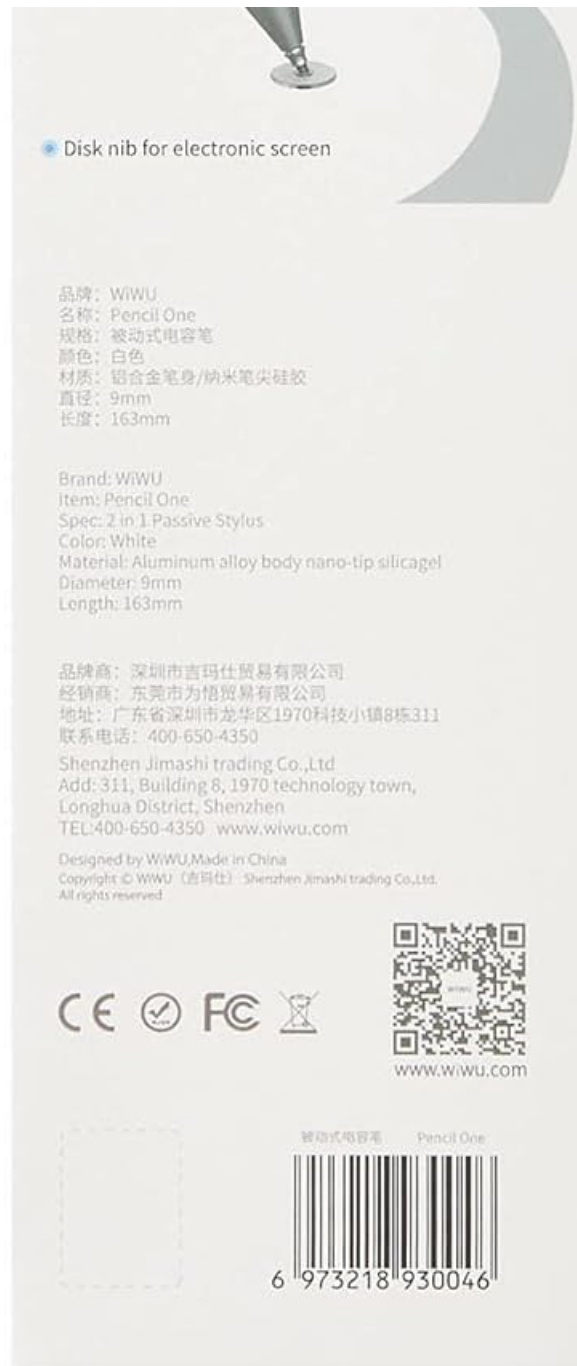 Disk nib for electronic screen
品牌：WiWU
名称：Pencil One
规格：被动式电容笔
颜色：白色
材质：铝合金笔身/纳米笔尖硅胶
直径：9mm
长度：163mm
Brand: WiWU
Item: Pencil One
Spec: 2 in 1 Passive Stylus
Color: White
Material: Aluminum alloy body nano-tip silicagel
Diameter: 9mm
Length: 163mm
品牌商：深圳市吉玛仕贸易有限公司
经销商：东莞市为悟贸易有限公司
地址：广东省深圳市龙华区1970科技小镇8栋311
联系电话：400-650-4350
Shenzhen Jimashi trading Co.,Ltd
Add: 311, Building 8, 1970 technology town,
Longhua District, Shenzhen
TEL:400-650-4350 www.wiwu.com
Designed by WiWU,Made in China
Copyright © WiWU（吉玛仕）Shenzhen Jimashi trading Co.,Ltd.
All rights reserved
CE FC
WiWU
www.wiwu.com
被动式电容笔 Pencil One
6 973218 930046